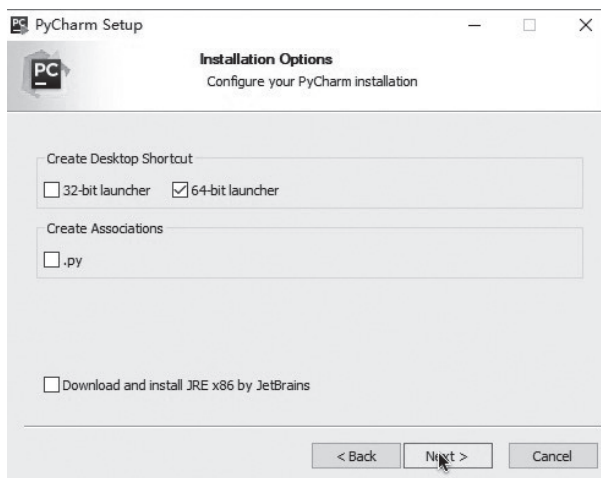 PyCharm Setup
PC
Installation Options
Configure your PyCharm installation
Create Desktop Shortcut
32-bit launcher 64-bit launcher
Create Associations
.py
Download and install JRE x86 by JetBrains
< Back Next > Cancel